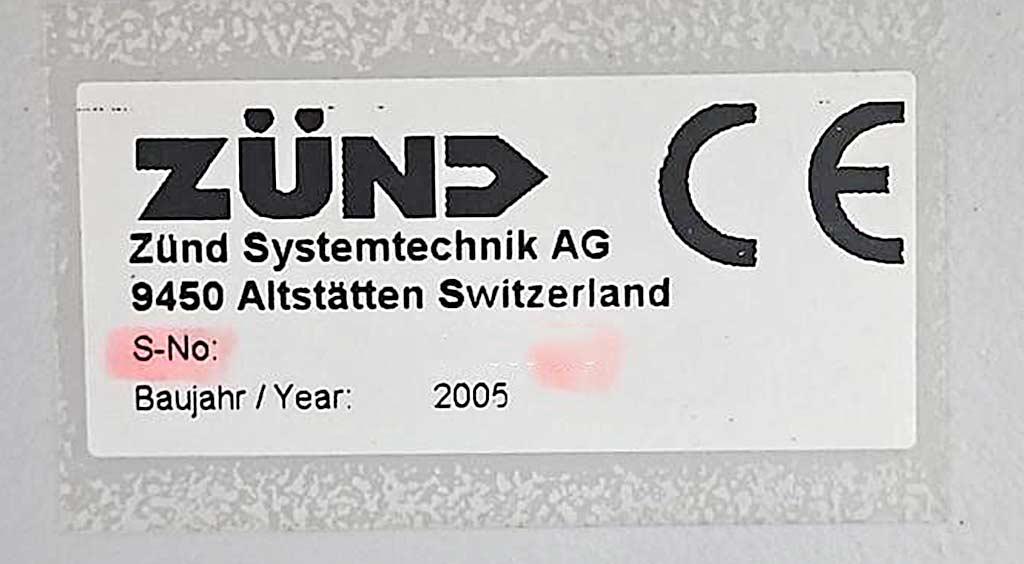 ZÜND
CE
Zünd Systemtechnik AG
9450 Altstätten Switzerland
S-No:
Baujahr / Year: 2005